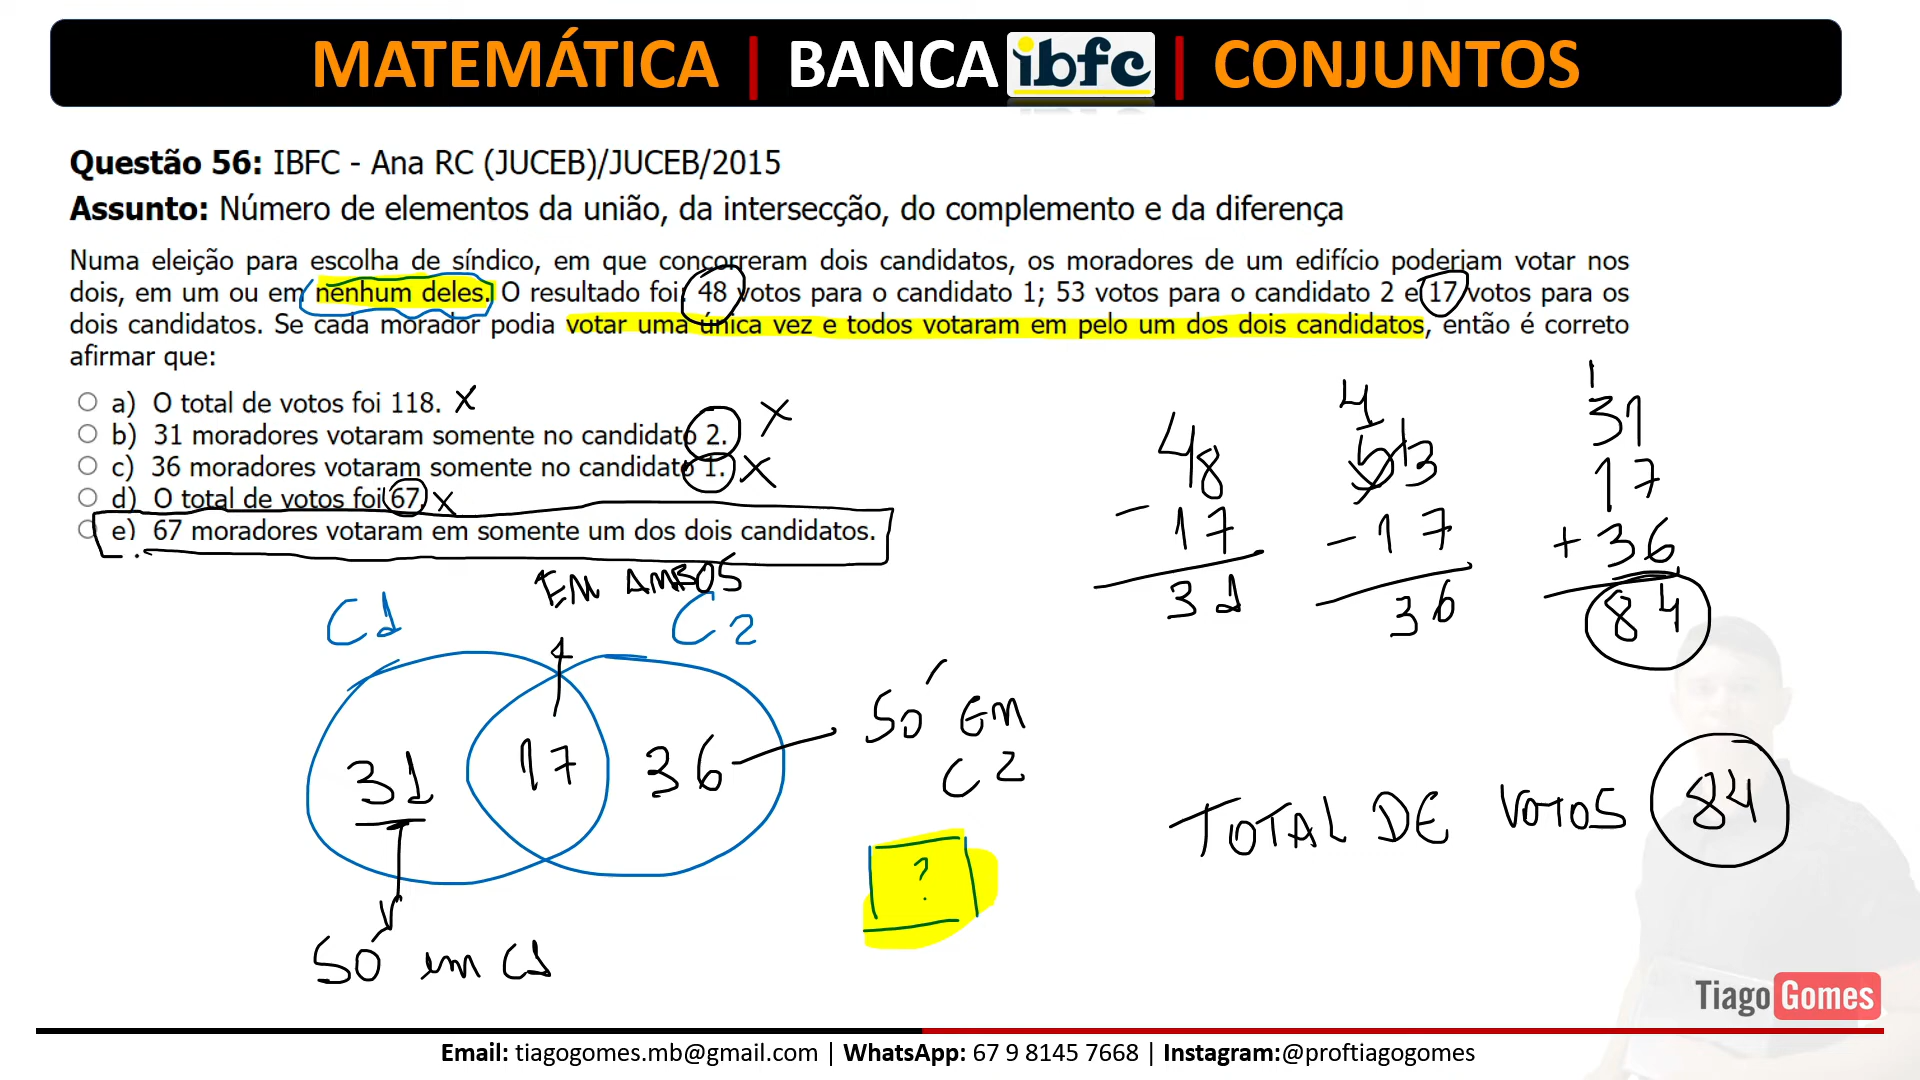 MATEMÁTICA | BANCA ibfc | CONJUNTOS
Questão 56: IBFC - Ana RC (JUCEB)/JUCEB/2015
Assunto: Número de elementos da união, da intersecção, do complemento e da diferença
Numa eleição para escolha de síndico, em que concorreram dois candidatos, os moradores de um edifício poderiam votar nos
dois, em um ou em nenhum deles. O resultado foi: 48 votos para o candidato 1; 53 votos para o candidato 2 e 17 votos para os
dois candidatos. Se cada morador podia votar uma única vez e todos votaram em pelo um dos dois candidatos, então é correto
afirmar que:
a) O total de votos foi 118. X
b) 31 moradores votaram somente no candidato 2. X
c) 36 moradores votaram somente no candidato 1. X
d) O total de votos foi 67. X
e) 67 moradores votaram em somente um dos dois candidatos.
48
- 17
31
4
53 13
- 17
36
1
31
17
+ 36
84
EM AMBOS
C1
C2
31
17
36
SÓ EM
C2
SÓ em C1
?
TOTAL DE VOTOS 84
Tiago Gomes
Email: tiagogomes.mb@gmail.com | WhatsApp: 67 9 8145 7668 | Instagram:@proftiagogomes